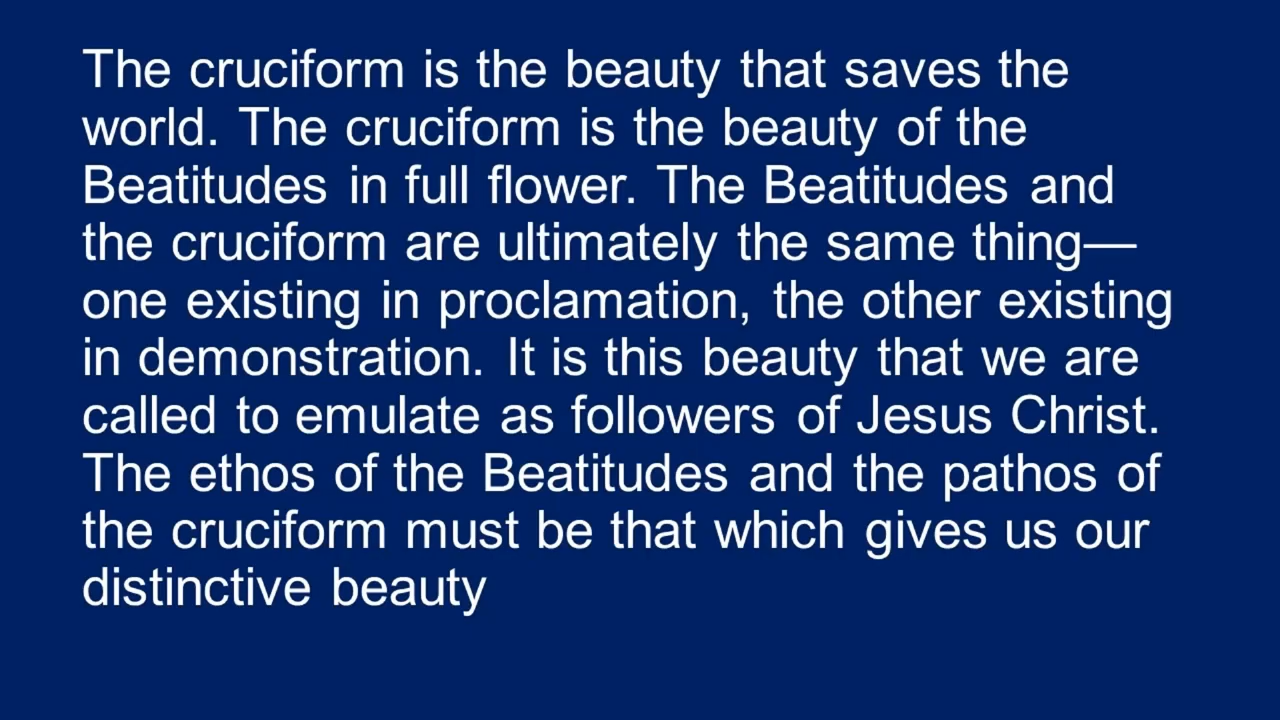 The cruciform is the beauty that saves the
world. The cruciform is the beauty of the
Beatitudes in full flower. The Beatitudes and
the cruciform are ultimately the same thing—
one existing in proclamation, the other existing
in demonstration. It is this beauty that we are
called to emulate as followers of Jesus Christ.
The ethos of the Beatitudes and the pathos of
the cruciform must be that which gives us our
distinctive beauty